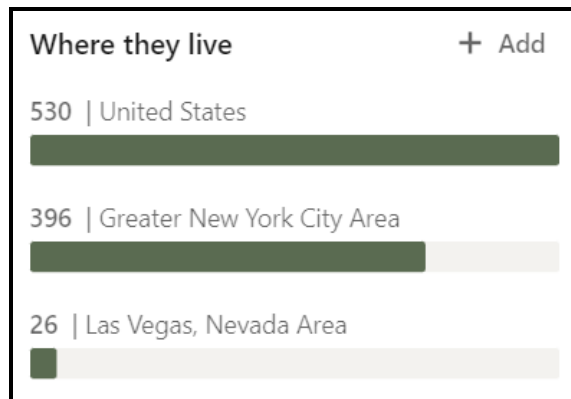 Where they live + Add
530 | United States
396 | Greater New York City Area
26 | Las Vegas, Nevada Area